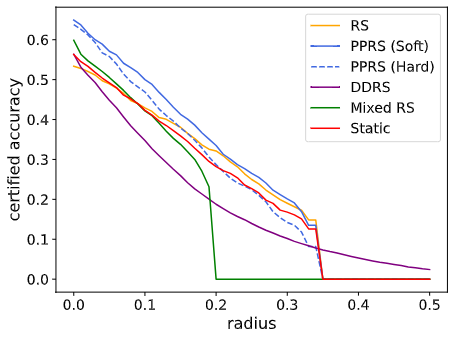 RS
PPRS (Soft)
PPRS (Hard)
DDRS
Mixed RS
Static
certified accuracy
0.6
0.5
0.4
0.3
0.2
0.1
0.0
0.0 0.1 0.2 0.3 0.4 0.5
radius